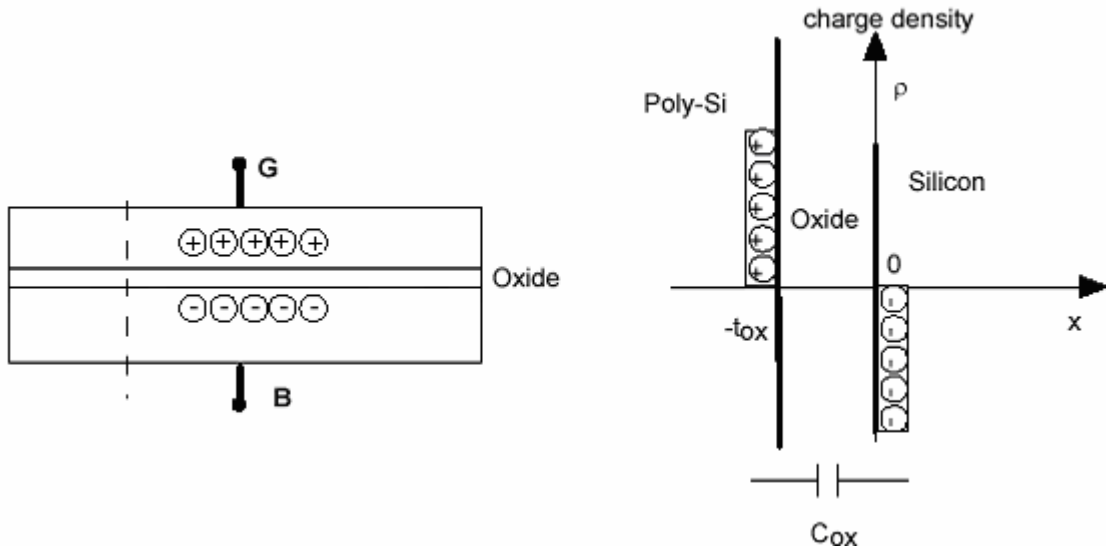 G
+ + + + +
Oxide
- - - - -
B
charge density
ρ
Poly-Si
+
+
+
+
+
Oxide
Silicon
0
-tox
x
-
-
-
-
-
Cox